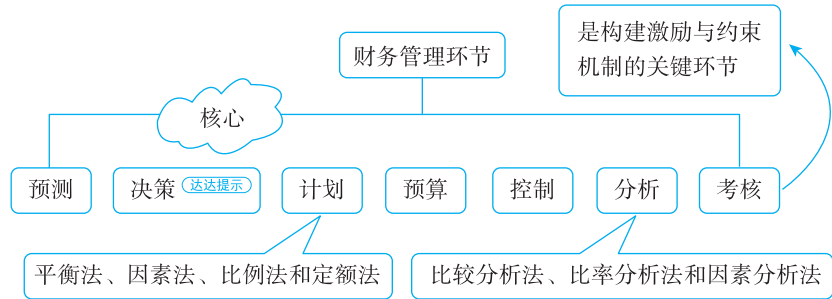 财务管理环节
是构建激励与约束
机制的关键环节
核心
预测
决策 达达提示
计划
预算
控制
分析
考核
平衡法、因素法、比例法和定额法
比较分析法、比率分析法和因素分析法